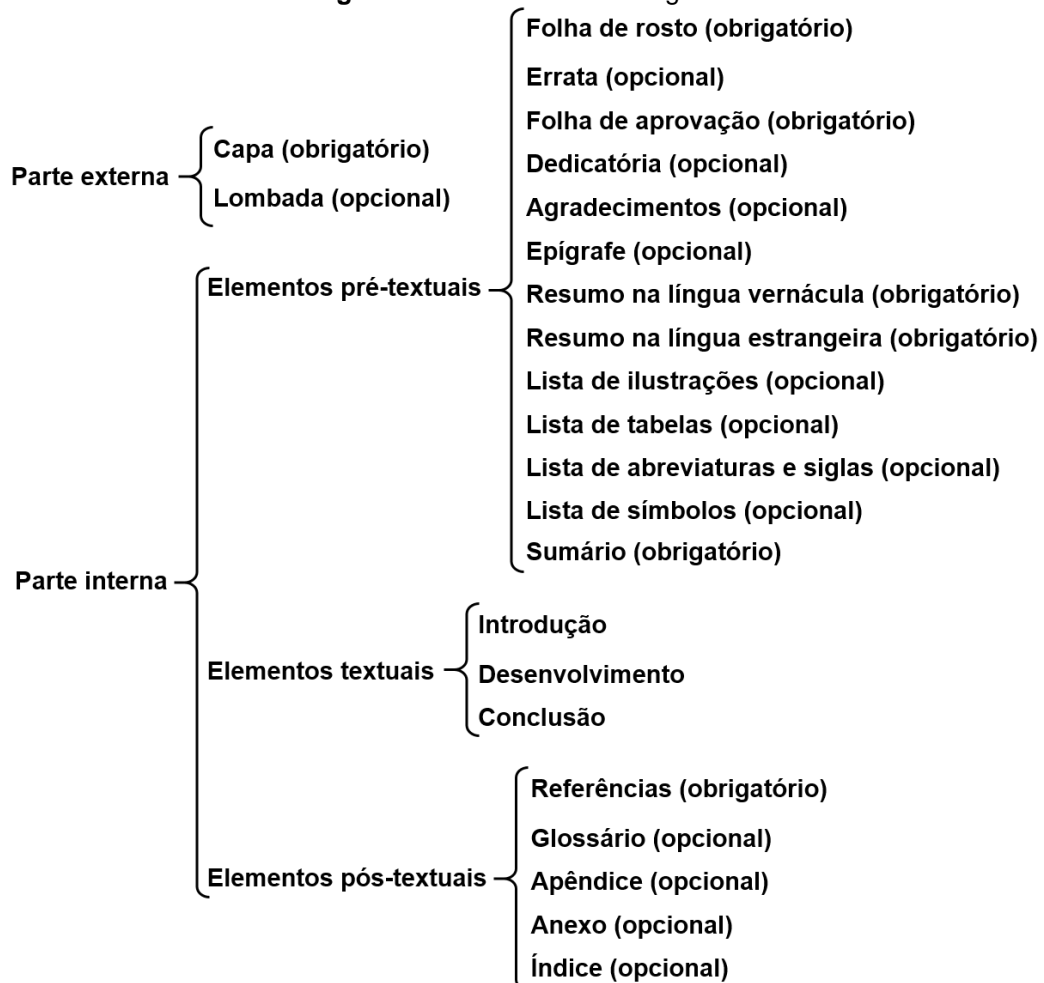 Folha de rosto (obrigatório)
Errata (opcional)
Folha de aprovação (obrigatório)
Capa (obrigatório)
Dedicatória (opcional)
Parte externa
Lombada (opcional)
Agradecimentos (opcional)
Epígrafe (opcional)
Elementos pré-textuais
Resumo na língua vernácula (obrigatório)
Resumo na língua estrangeira (obrigatório)
Lista de ilustrações (opcional)
Lista de tabelas (opcional)
Lista de abreviaturas e siglas (opcional)
Lista de símbolos (opcional)
Sumário (obrigatório)
Parte interna
Introdução
Elementos textuais
Desenvolvimento
Conclusão
Referências (obrigatório)
Glossário (opcional)
Elementos pós-textuais
Apêndice (opcional)
Anexo (opcional)
Índice (opcional)